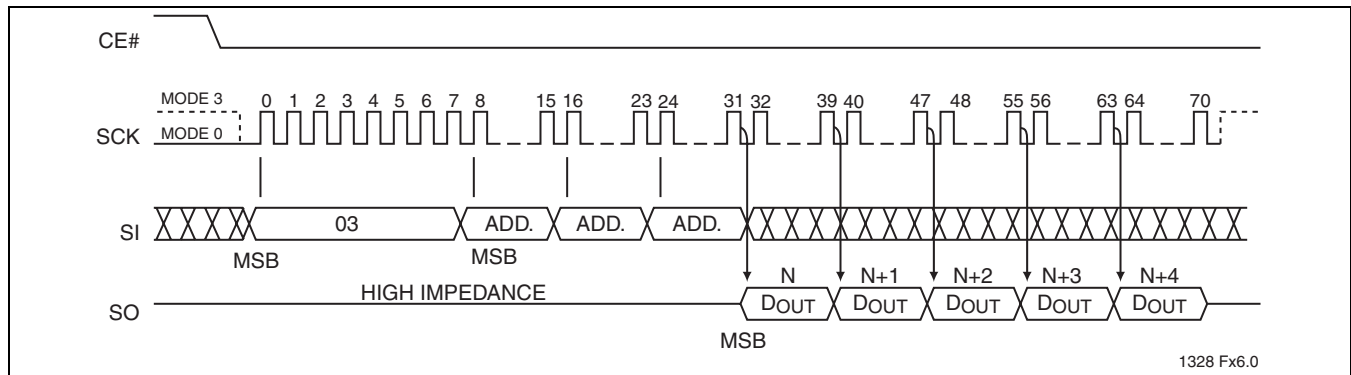 CE#
MODE 3
0 1 2 3 4 5 6 7 8 15 16 23 24 31 32 39 40 47 48 55 56 63 64 70
SCK
MODE 0
SI
03 ADD. ADD. ADD.
MSB MSB
N N+1 N+2 N+3 N+4
HIGH IMPEDANCE
SO
DOUT DOUT DOUT DOUT DOUT
MSB
1328 Fx6.0